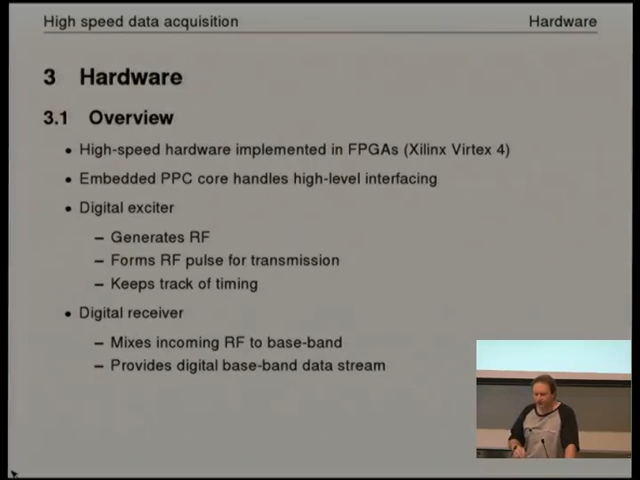 High speed data acquisition Hardware
3 Hardware
3.1 Overview
• High-speed hardware implemented in FPGAs (Xilinx Virtex 4)
• Embedded PPC core handles high-level interfacing
• Digital exciter
– Generates RF
– Forms RF pulse for transmission
– Keeps track of timing
• Digital receiver
– Mixes incoming RF to base-band
– Provides digital base-band data stream